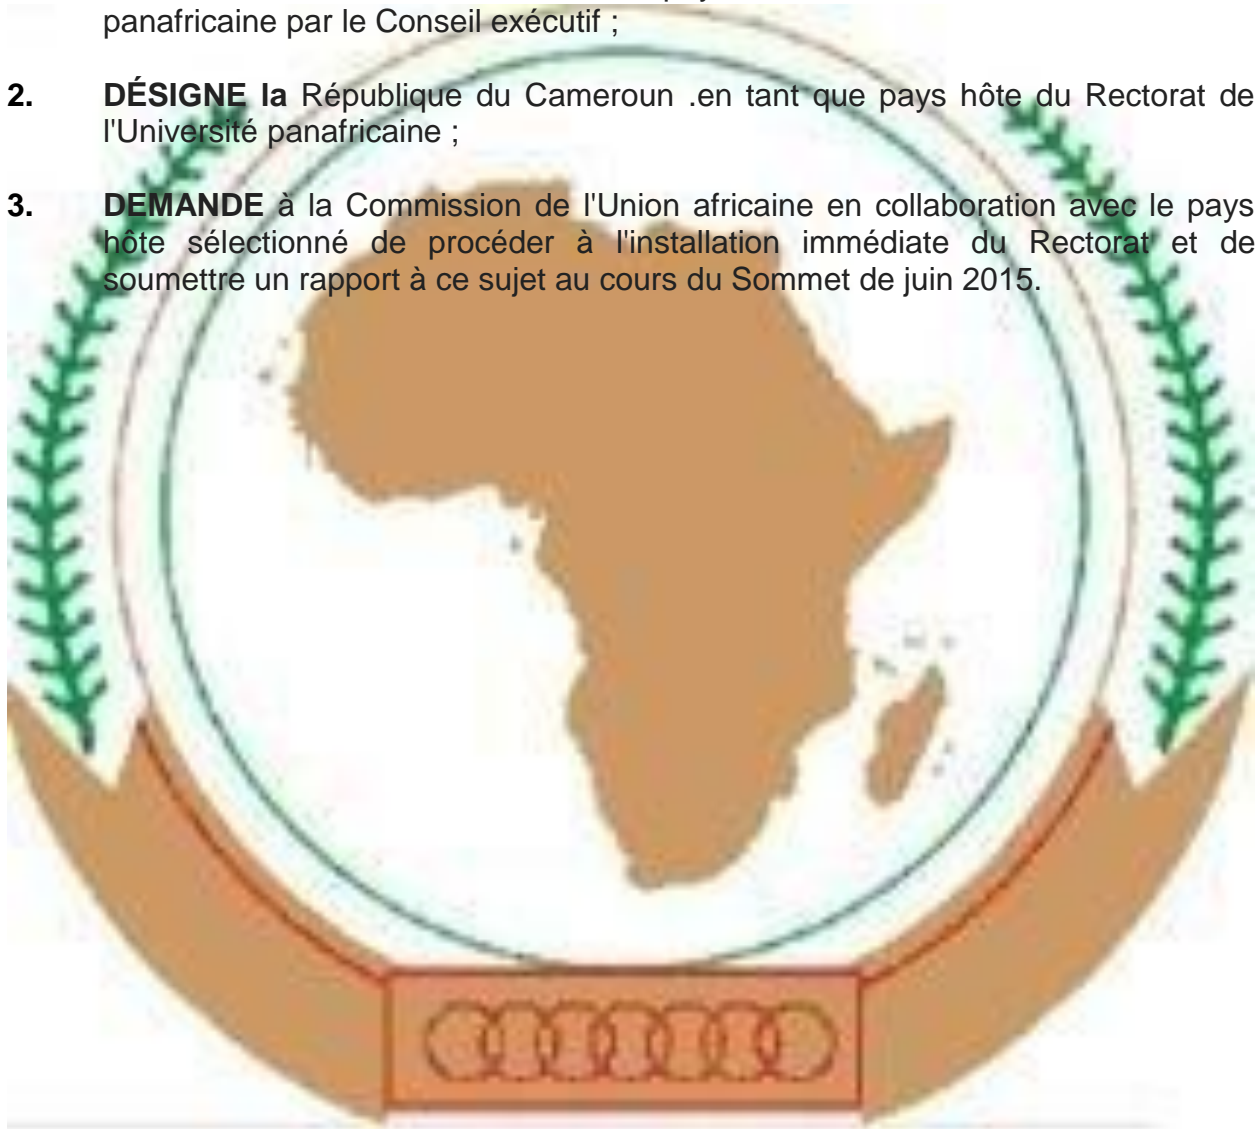 panafricaine par le Conseil exécutif ;
2. DÉSIGNE la République du Cameroun .en tant que pays hôte du Rectorat de
l'Université panafricaine ;
3. DEMANDE à la Commission de l'Union africaine en collaboration avec le pays
hôte sélectionné de procéder à l'installation immédiate du Rectorat et de
soumettre un rapport à ce sujet au cours du Sommet de juin 2015.